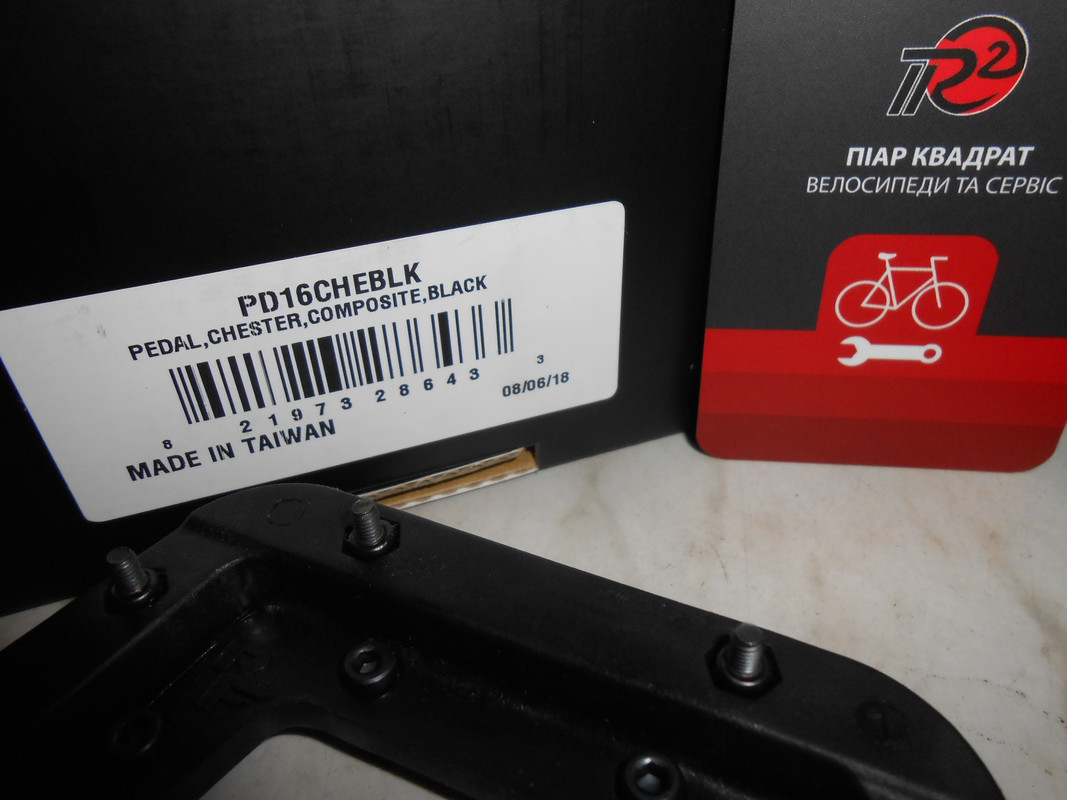 PD16CHEBLK
PEDAL,CHESTER,COMPOSITE,BLACK
8 21973 28643 3
08/06/18
MADE IN TAIWAN
ПR2
ПІАР КВАДРАТ
ВЕЛОСИПЕДИ ТА СЕРВІС